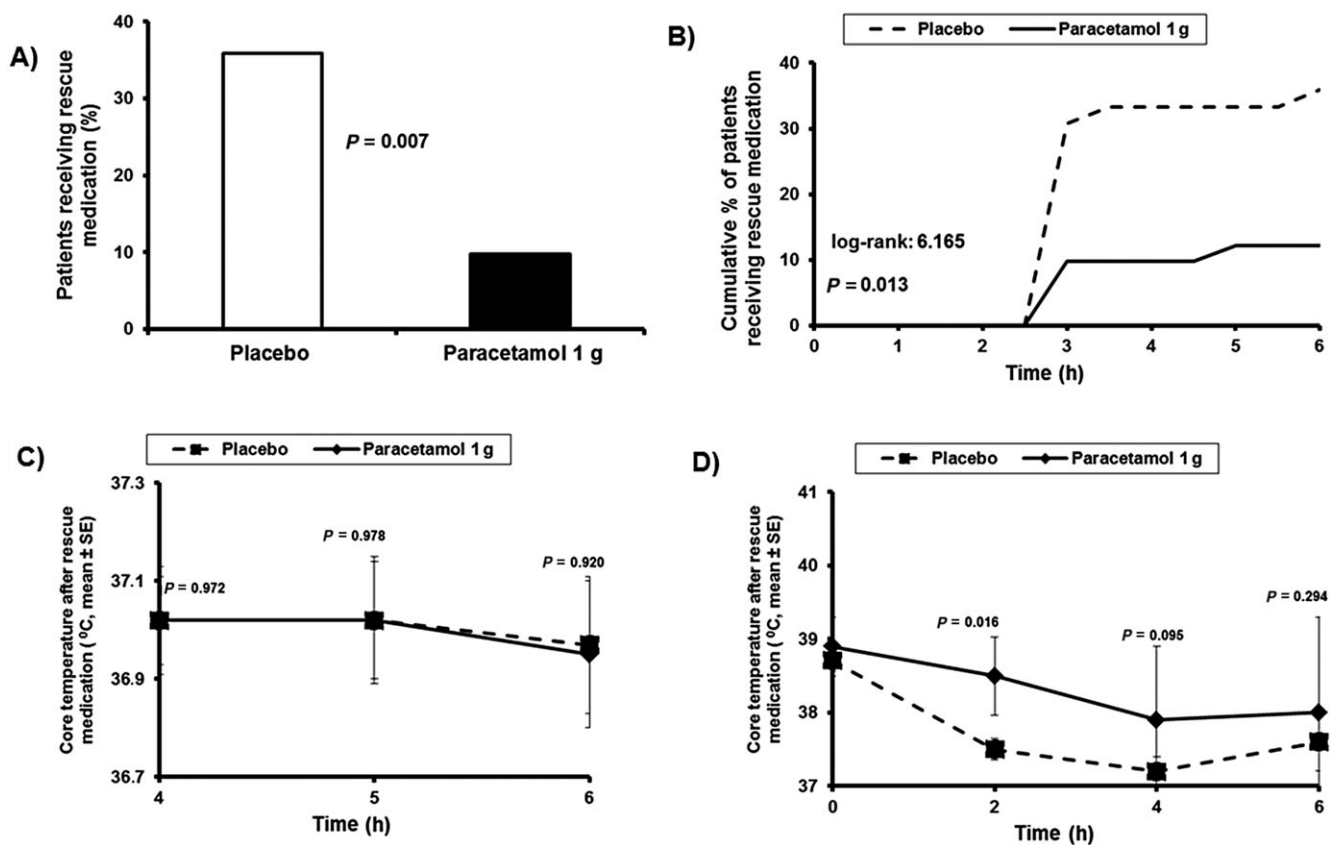 A)
Patients receiving rescue
medication (%)
40
30
20
10
0
P = 0.007
Placebo
Paracetamol 1 g
B)
Placebo
Paracetamol 1 g
Cumulative % of patients
receiving rescue medication
40
30
20
10
0
log-rank: 6.165
P = 0.013
0
1
2
3
4
5
6
Time (h)
C)
Placebo
Paracetamol 1 g
Core temperature after rescue
medication ( ºC, mean ± SE)
37.3
37.1
36.9
36.7
P = 0.972
P = 0.978
P = 0.920
4
5
6
Time (h)
D)
Placebo
Paracetamol 1 g
Core temperature after rescue
medication ( ºC, mean ± SE)
41
40
39
38
37
P = 0.016
P = 0.095
P = 0.294
0
2
4
6
Time (h)